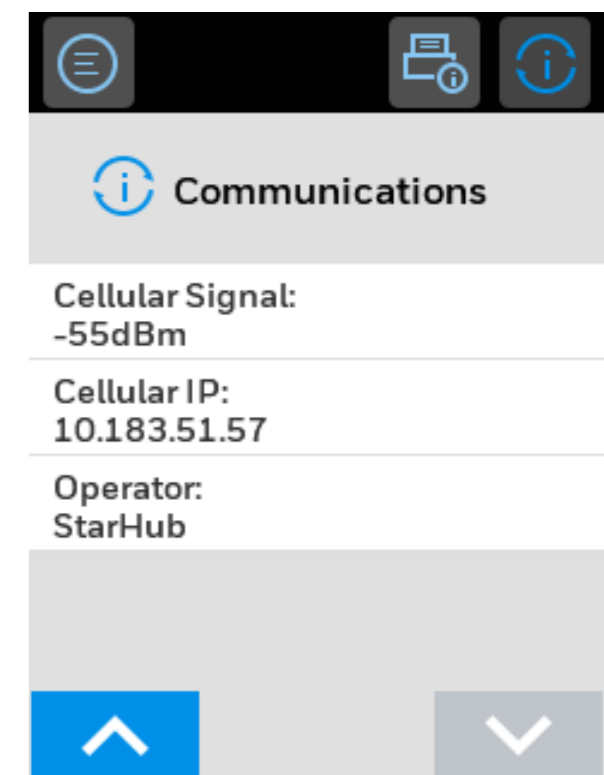 Communications
Cellular Signal:
-55dBm
Cellular IP:
10.183.51.57
Operator:
StarHub